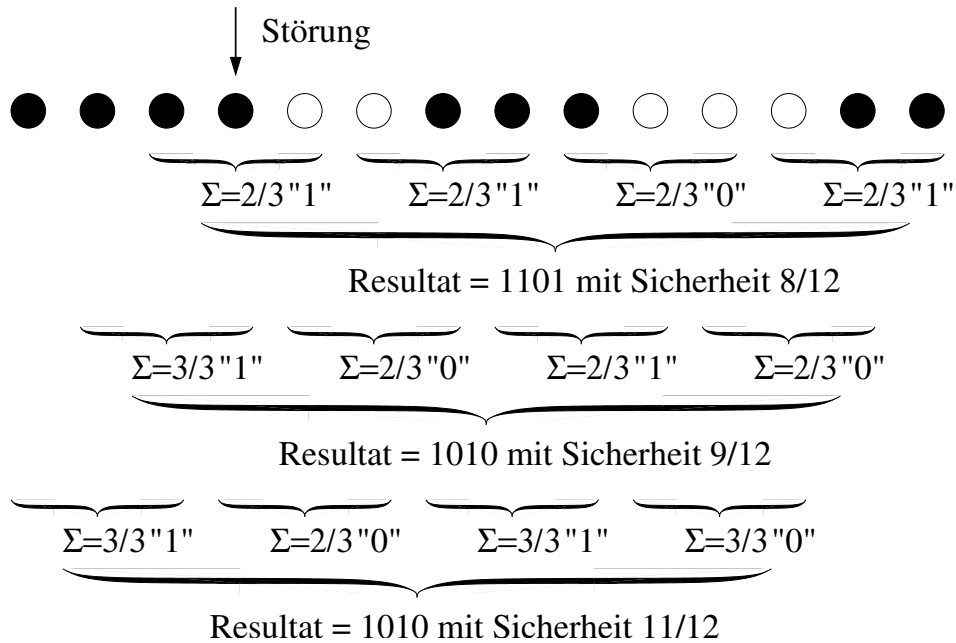 Störung
Σ=2/3"1" Σ=2/3"1" Σ=2/3"0" Σ=2/3"1"
Resultat = 1101 mit Sicherheit 8/12
Σ=3/3"1" Σ=2/3"0" Σ=2/3"1" Σ=2/3"0"
Resultat = 1010 mit Sicherheit 9/12
Σ=3/3"1" Σ=2/3"0" Σ=3/3"1" Σ=3/3"0"
Resultat = 1010 mit Sicherheit 11/12